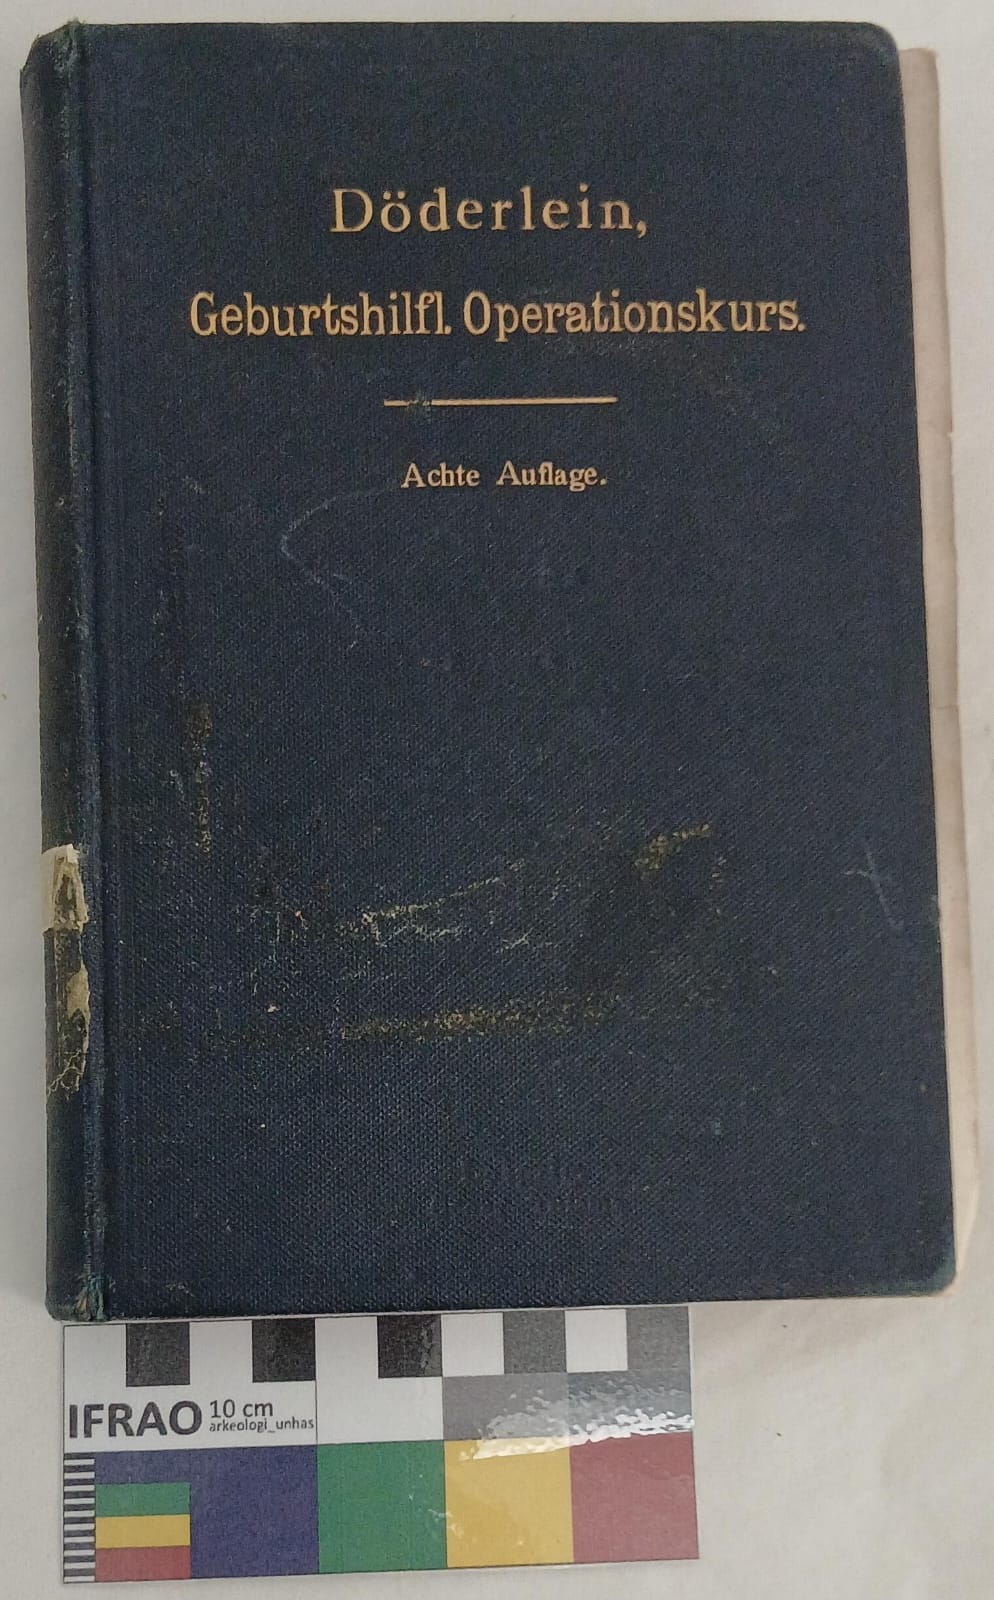 Döderlein,
Geburtshilfl. Operationskurs.
Achte Auflage.
A
IFRAO 10 cm
arkeologi_unhas